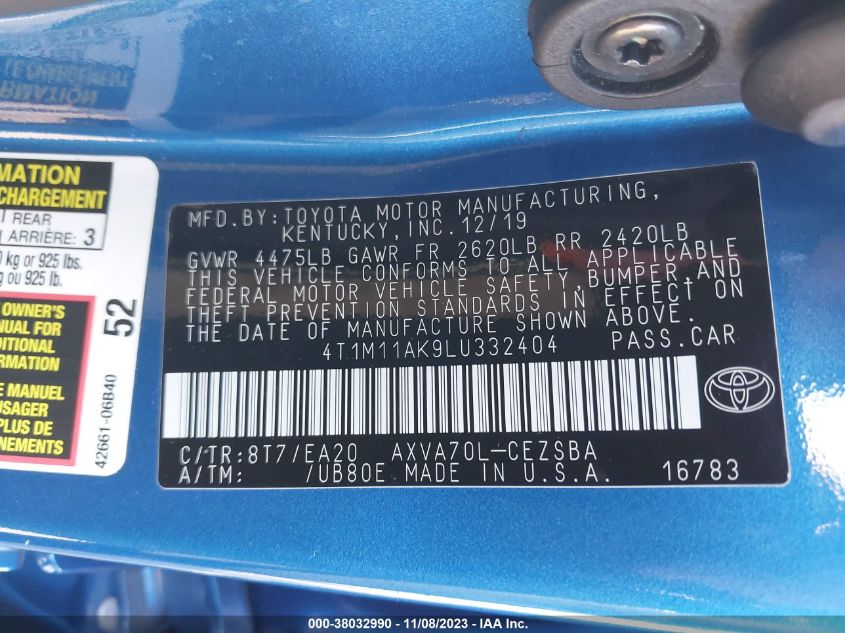 MATION
CHARGEMENT
REAR
ARRIÈRE: 3
kg or 925 lbs.
g ou 925 lb.
OWNER'S
NUAL FOR
DITIONAL
ORMATION
E MANUEL
USAGER
PLUS DE
GNEMENTS
52
42661-06B40
MFD. BY: TOYOTA MOTOR MANUFACTURING,
KENTUCKY, INC. 12/19
GVWR 4475LB GAWR FR 2620LB RR 2420LB
THIS VEHICLE CONFORMS TO ALL APPLICABLE
FEDERAL MOTOR VEHICLE SAFETY, BUMPER, AND
THEFT PREVENTION STANDARDS IN EFFECT ON
THE DATE OF MANUFACTURE SHOWN ABOVE.
4T1M11AK9LU332404 PASS. CAR
C/TR: 8T7/EA20 AXVA70L-CEZSBA
A/TM: /UB80E MADE IN U.S.A. 16783
000-38032990 - 11/08/2023 - IAA Inc.